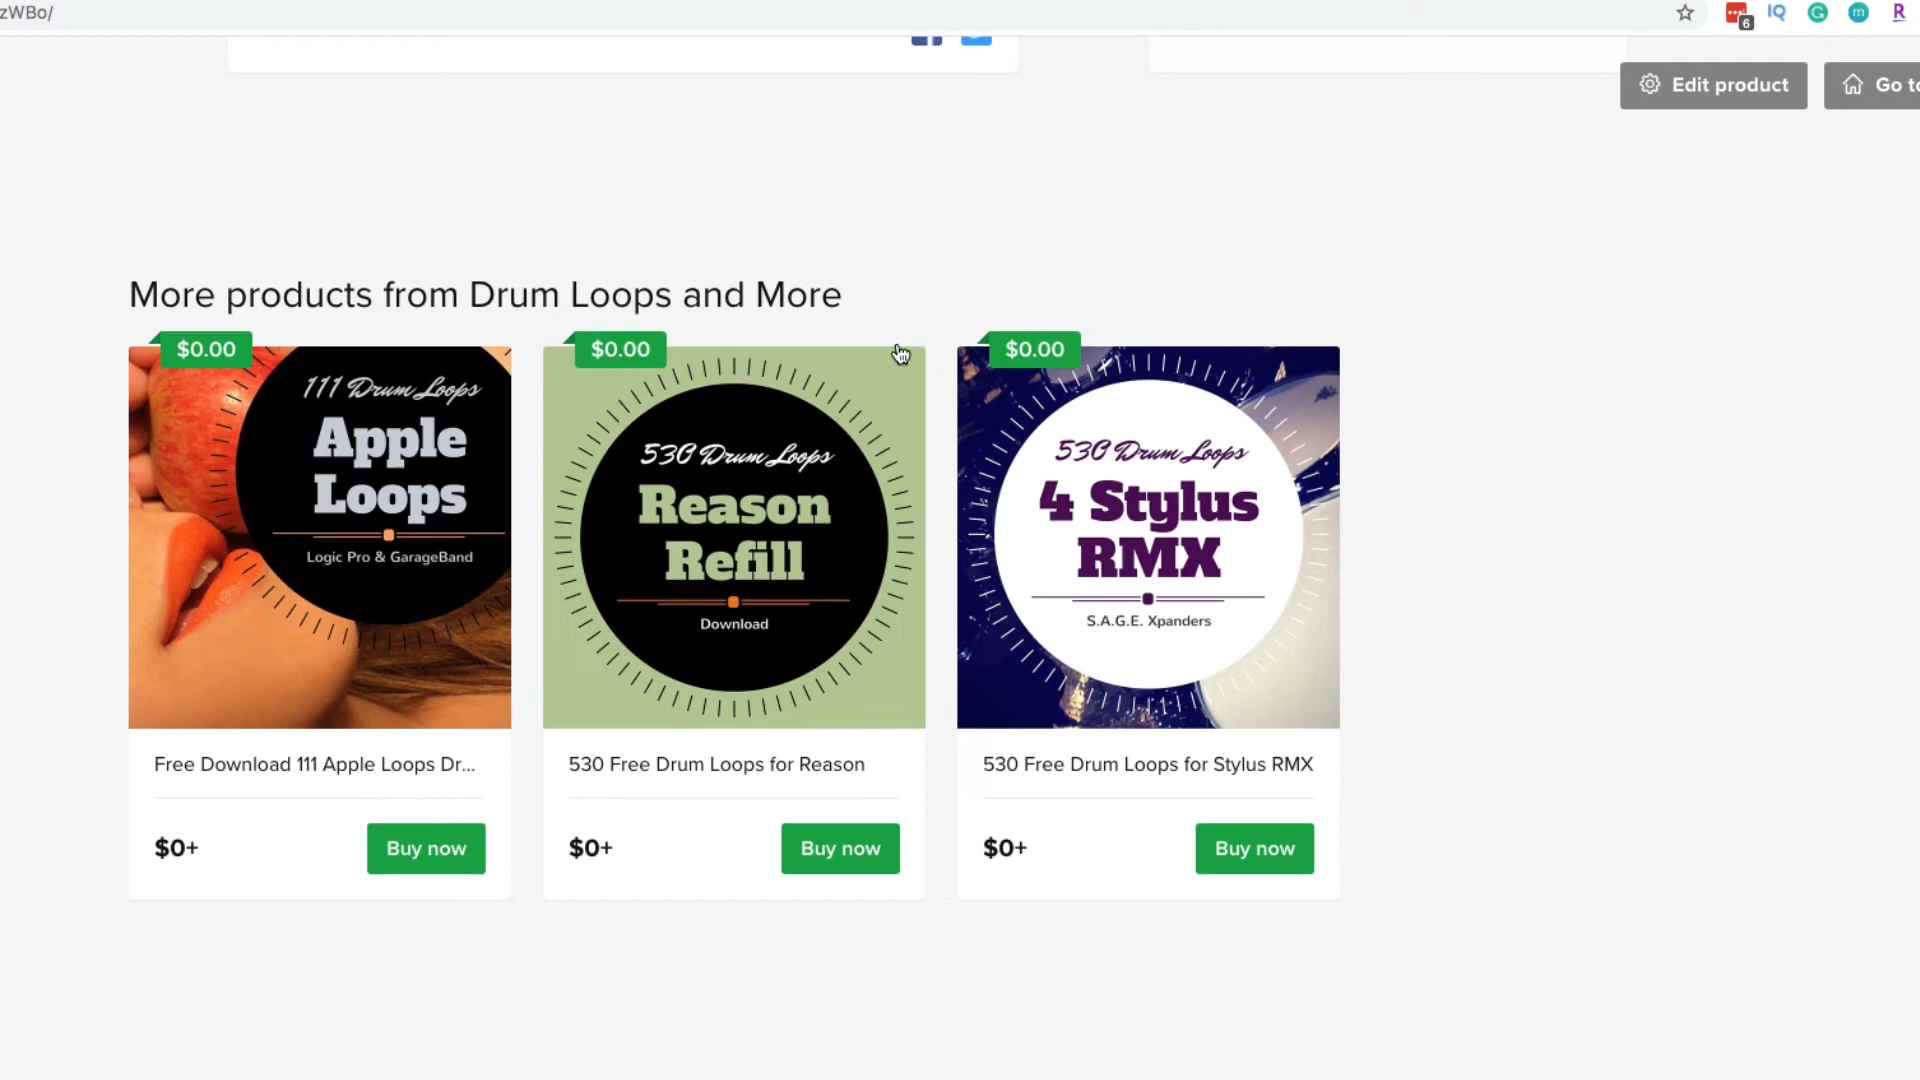 zWBo/
6
IQ
G
m
R
Edit product
Go to
More products from Drum Loops and More
$0.00
111 Drum Loops
Apple
Loops
Logic Pro & GarageBand
Free Download 111 Apple Loops Dr...
$0+
Buy now
$0.00
530 Drum Loops
Reason
Refill
Download
530 Free Drum Loops for Reason
$0+
Buy now
$0.00
530 Drum Loops
4 Stylus
RMX
S.A.G.E. Xpanders
530 Free Drum Loops for Stylus RMX
$0+
Buy now